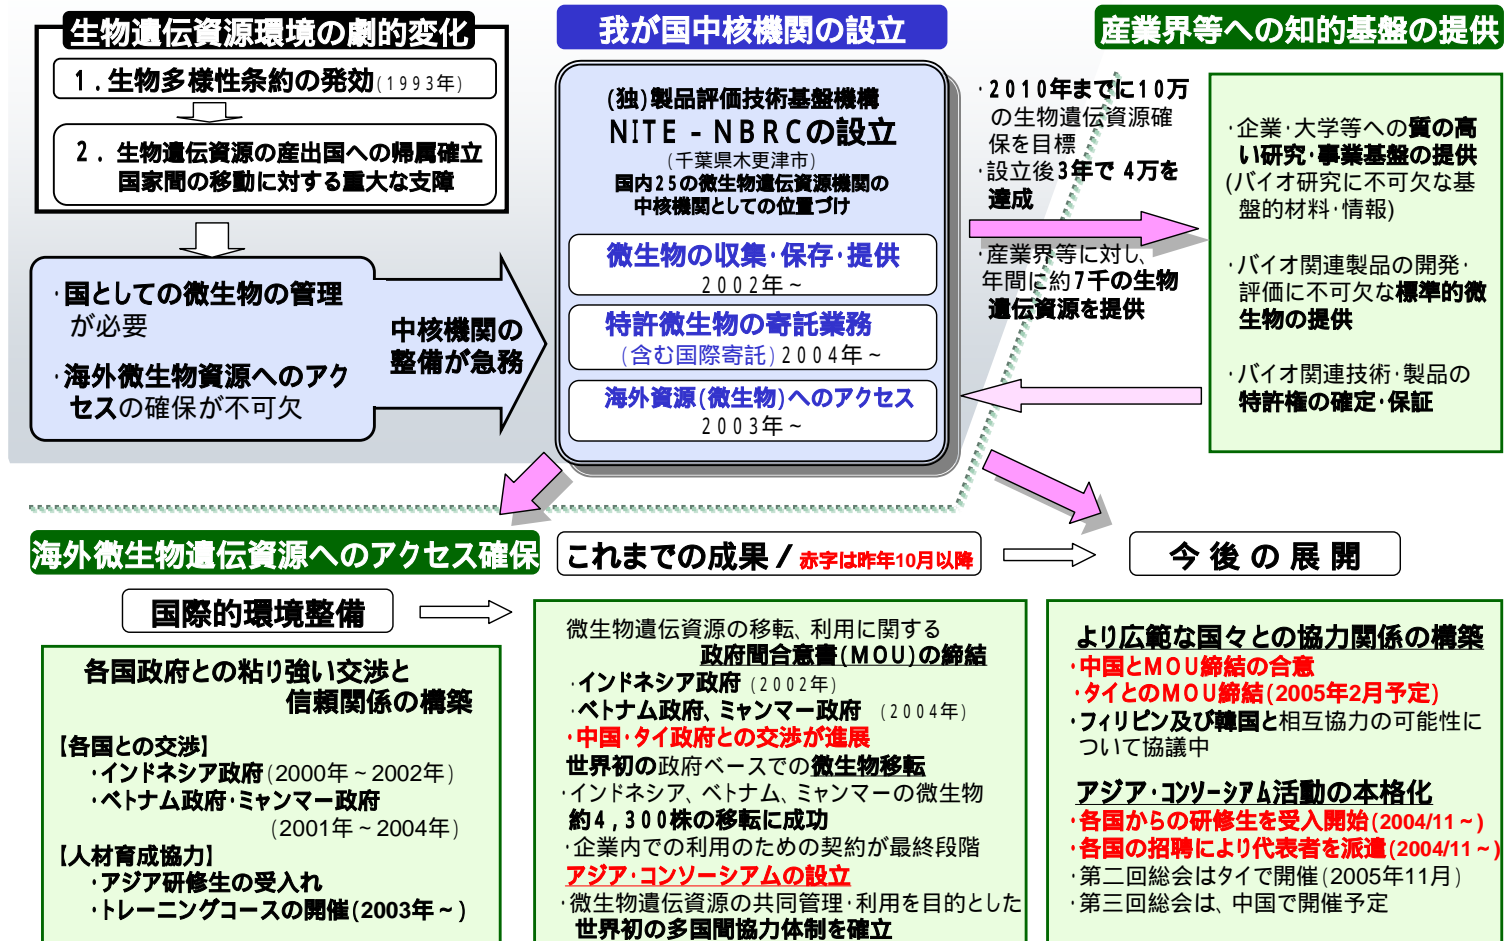 生物遺伝資源環境の劇的変化
1．生物多様性条約の発効(1993年)
2．生物遺伝資源の産出国への帰属確立
国家間の移動に対する重大な支障
・国としての微生物の管理
が必要
・海外微生物資源へのアク
セスの確保が不可欠
中核機関の
整備が急務
我が国中核機関の設立
(独)製品評価技術基盤機構
NITE－NBRCの設立
(千葉県木更津市)
国内25の微生物遺伝資源機関の
中核機関としての位置づけ
微生物の収集・保存・提供
2002年～
特許微生物の寄託業務
(含む国際寄託)2004年～
海外資源(微生物)へのアクセス
2003年～
・2010年までに10万
の生物遺伝資源確
保を目標
・設立後3年で 4万を
達成
・産業界等に対し、
年間に約7千の生物
遺伝資源を提供
産業界等への知的基盤の提供
・企業・大学等への質の高
い研究・事業基盤の提供
(バイオ研究に不可欠な基
盤的材料・情報)
・バイオ関連製品の開発・
評価に不可欠な標準的微
生物の提供
・バイオ関連技術・製品の
特許権の確定・保証
海外微生物遺伝資源へのアクセス確保
国際的環境整備
各国政府との粘り強い交渉と
信頼関係の構築
【各国との交渉】
・インドネシア政府(2000年～2002年)
・ベトナム政府・ミャンマー政府
(2001年～2004年)
【人材育成協力】
・アジア研修生の受入れ
・トレーニングコースの開催(2003年～)
これまでの成果/赤字は昨年10月以降
微生物遺伝資源の移転、利用に関する
政府間合意書(MOU)の締結
・インドネシア政府 (2002年)
・ベトナム政府、ミャンマー政府 (2004年)
・中国・タイ政府との交渉が進展
世界初の政府ベースでの微生物移転
・インドネシア、ベトナム、ミャンマーの微生物
約4,300株の移転に成功
・企業内での利用のための契約が最終段階
アジア・コンソーシアムの設立
・微生物遺伝資源の共同管理・利用を目的とした
世界初の多国間協力体制を確立
今後の展開
より広範な国々との協力関係の構築
・中国とMOU締結の合意
・タイとのMOU締結(2005年2月予定)
・フィリピン及び韓国と相互協力の可能性に
ついて協議中
アジア・コンソーシアム活動の本格化
・各国からの研修生を受入開始(2004/11～)
・各国の招聘により代表者を派遣(2004/11～)
・第二回総会はタイで開催(2005年11月)
・第三回総会は、中国で開催予定